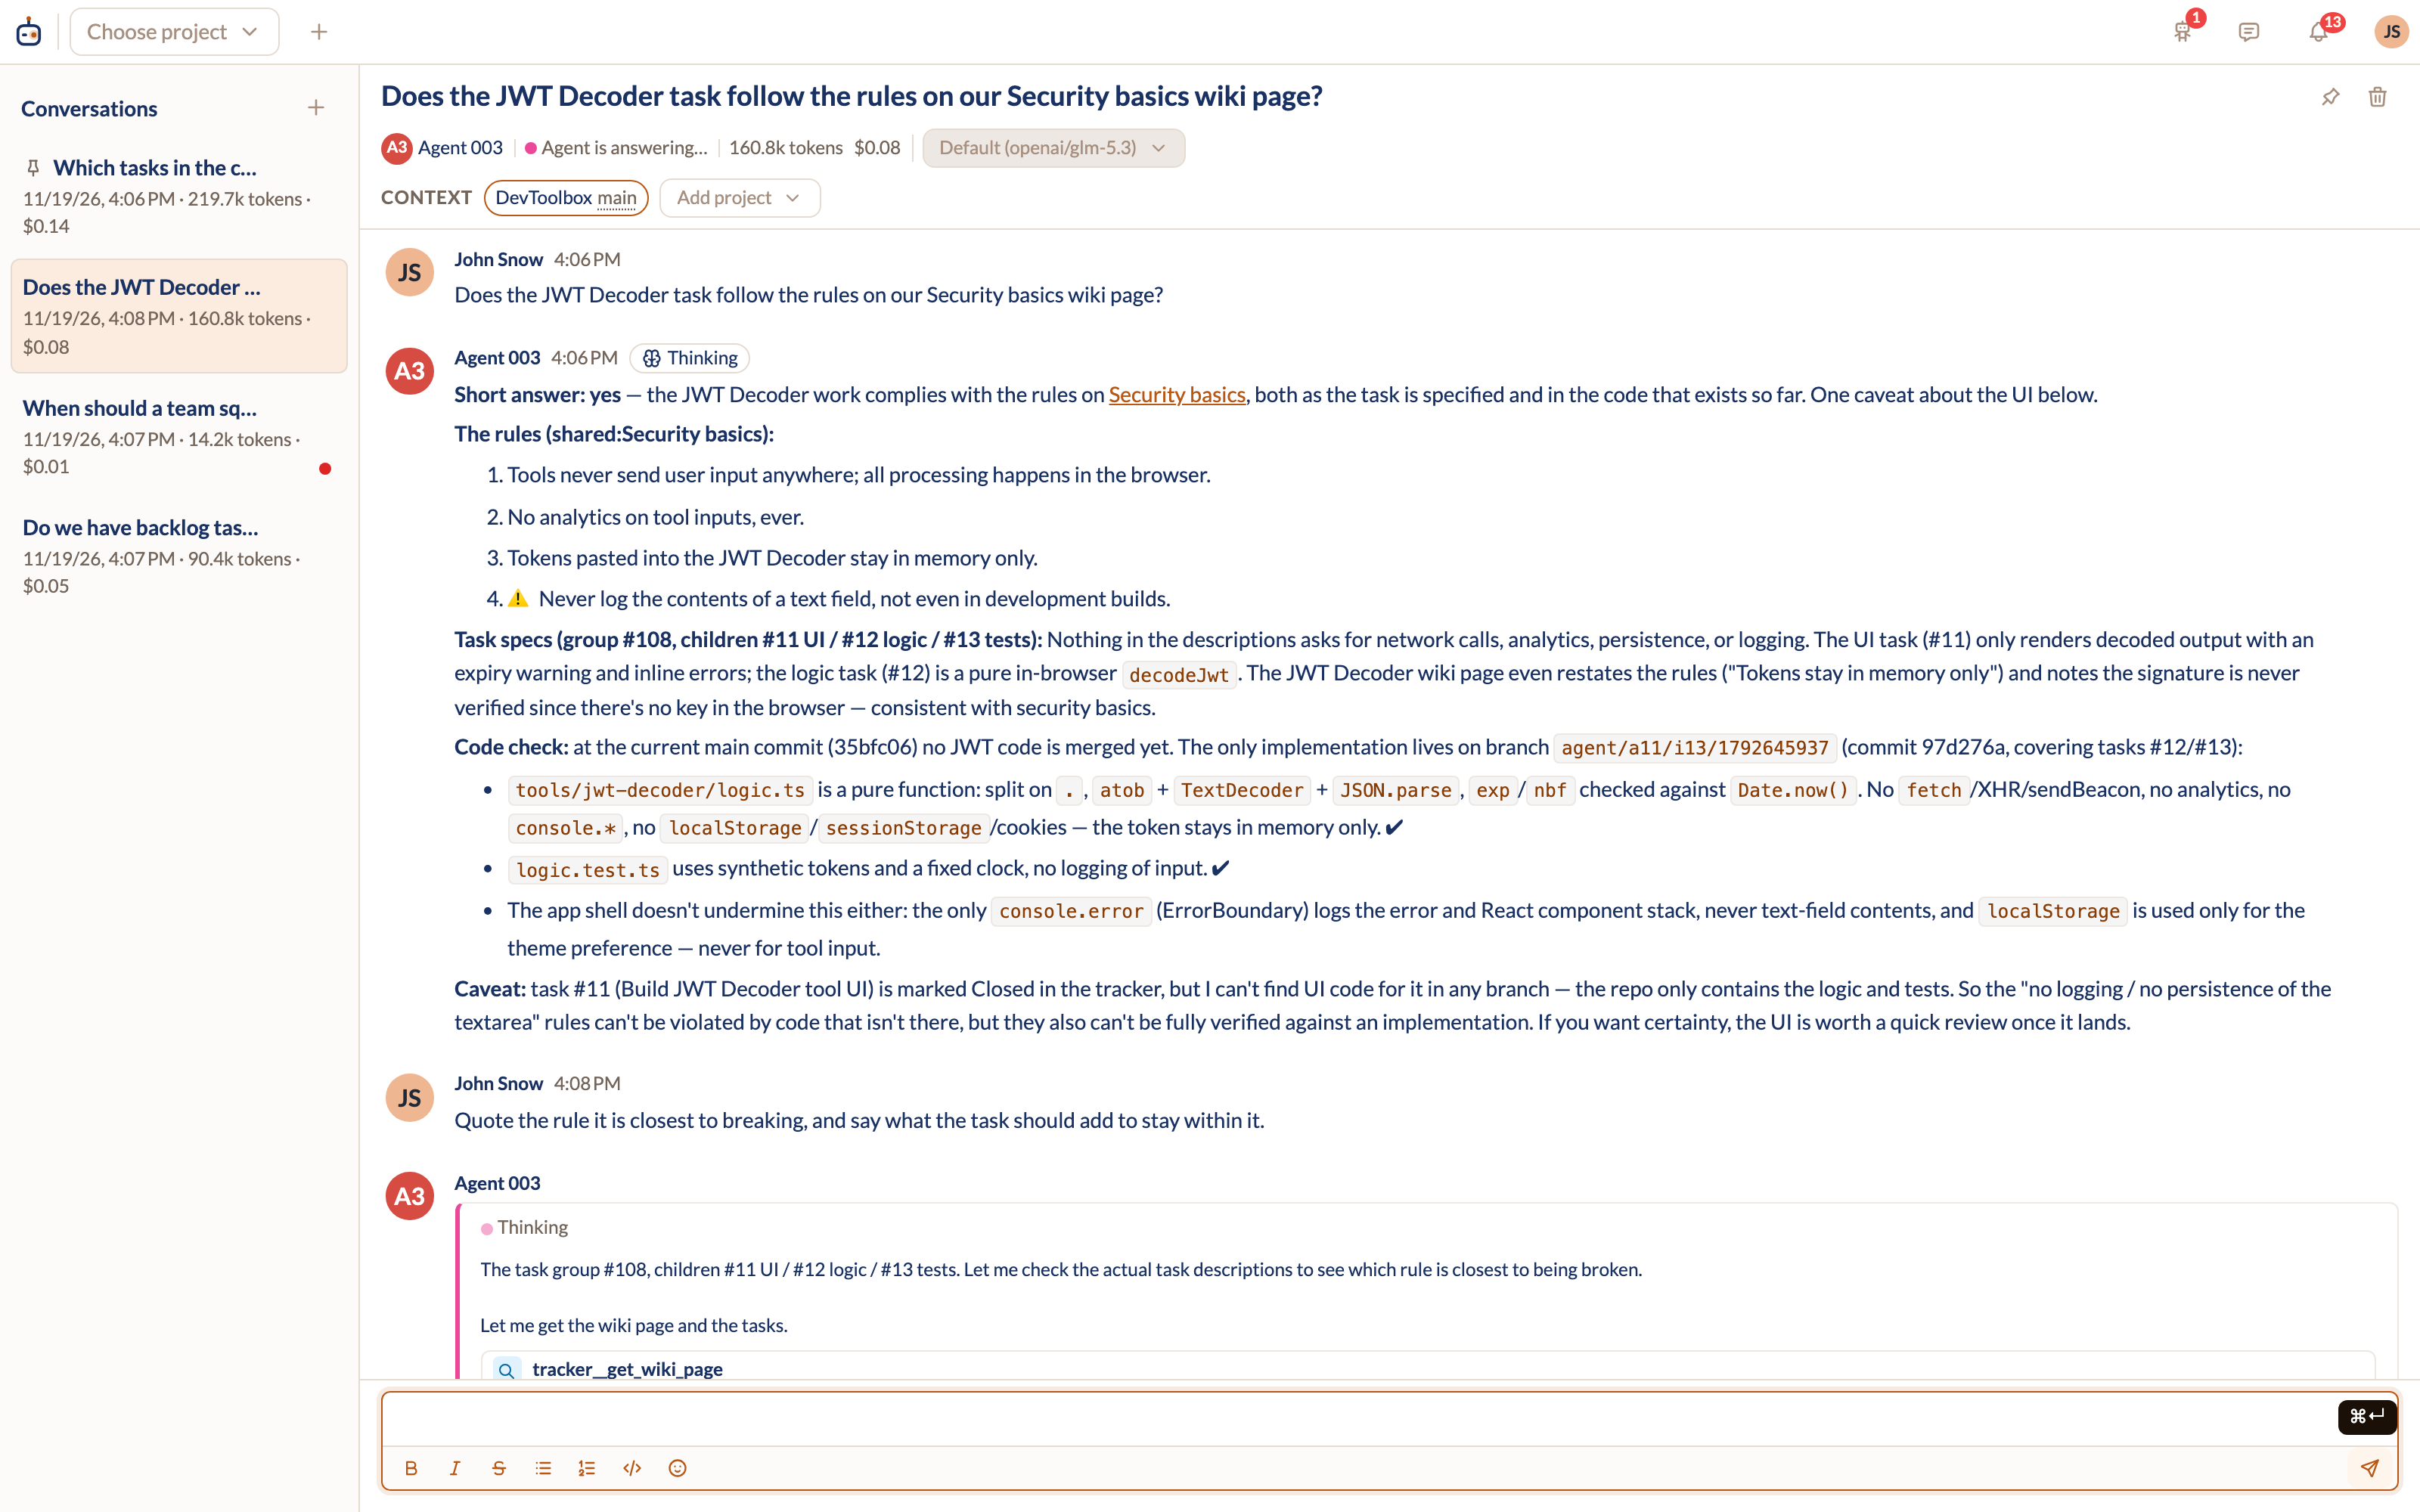 Choose project
1
13
JS
Conversations
Which tasks in the c...
11/19/26, 4:06 PM · 219.7k tokens ·
$0.14
Does the JWT Decoder ...
11/19/26, 4:08 PM · 160.8k tokens ·
$0.08
When should a team sq...
11/19/26, 4:07 PM · 14.2k tokens ·
$0.01
Do we have backlog tas...
11/19/26, 4:07 PM · 90.4k tokens ·
$0.05
Does the JWT Decoder task follow the rules on our Security basics wiki page?
A3 Agent 003 Agent is answering... 160.8k tokens $0.08 Default (openai/glm-5.3)
CONTEXT DevToolbox main Add project
JS John Snow 4:06 PM
Does the JWT Decoder task follow the rules on our Security basics wiki page?
A3 Agent 003 4:06 PM Thinking
Short answer: yes — the JWT Decoder work complies with the rules on Security basics, both as the task is specified and in the code that exists so far. One caveat about the UI below.
The rules (shared:Security basics):
1. Tools never send user input anywhere; all processing happens in the browser.
2. No analytics on tool inputs, ever.
3. Tokens pasted into the JWT Decoder stay in memory only.
4. ⚠️ Never log the contents of a text field, not even in development builds.
Task specs (group #108, children #11 UI / #12 logic / #13 tests): Nothing in the descriptions asks for network calls, analytics, persistence, or logging. The UI task (#11) only renders decoded output with an
expiry warning and inline errors; the logic task (#12) is a pure in-browser decodeJwt. The JWT Decoder wiki page even restates the rules ("Tokens stay in memory only") and notes the signature is never
verified since there's no key in the browser — consistent with security basics.
Code check: at the current main commit (35bfc06) no JWT code is merged yet. The only implementation lives on branch agent/a11/i13/1792645937 (commit 97d276a, covering tasks #12/#13):
• tools/jwt-decoder/logic.ts is a pure function: split on ., atob + TextDecoder + JSON.parse, exp/nbf checked against Date.now(). No fetch/XHR/sendBeacon, no analytics, no
console.*, no localStorage/sessionStorage/cookies — the token stays in memory only. ✔
• logic.test.ts uses synthetic tokens and a fixed clock, no logging of input. ✔
• The app shell doesn't undermine this either: the only console.error (ErrorBoundary) logs the error and React component stack, never text-field contents, and localStorage is used only for the
theme preference — never for tool input.
Caveat: task #11 (Build JWT Decoder tool UI) is marked Closed in the tracker, but I can't find UI code for it in any branch — the repo only contains the logic and tests. So the "no logging / no persistence of the
textarea" rules can't be violated by code that isn't there, but they also can't be fully verified against an implementation. If you want certainty, the UI is worth a quick review once it lands.
JS John Snow 4:08 PM
Quote the rule it is closest to breaking, and say what the task should add to stay within it.
A3 Agent 003
Thinking
The task group #108, children #11 UI / #12 logic / #13 tests. Let me check the actual task descriptions to see which rule is closest to being broken.
Let me get the wiki page and the tasks.
tracker__get_wiki_page
⌘↵
B I S